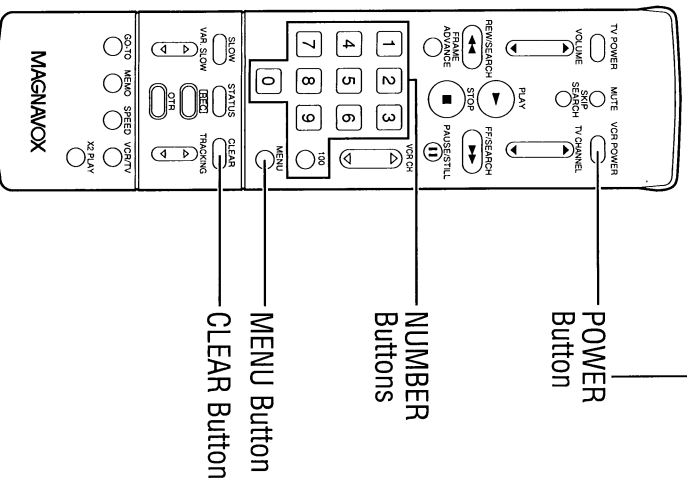 TV POWER
MUTE
VCR POWER
VOLUME
SKIP
SEARCH
TV CHANNEL
PLAY
REW/SEARCH
FF/SEARCH
FRAME
ADVANCE
STOP
PAUSE/STILL
1 2 3
VCR CH
4 5 6
7 8 9
100
0
MENU
SLOW
STATUS
CLEAR
VAR. SLOW
REC
TRACKING
OTR
GO-TO
MEMO
SPEED
VCR/TV
X2 PLAY
MAGNAVOX
POWER
Button
NUMBER
Buttons
MENU Button
CLEAR Button